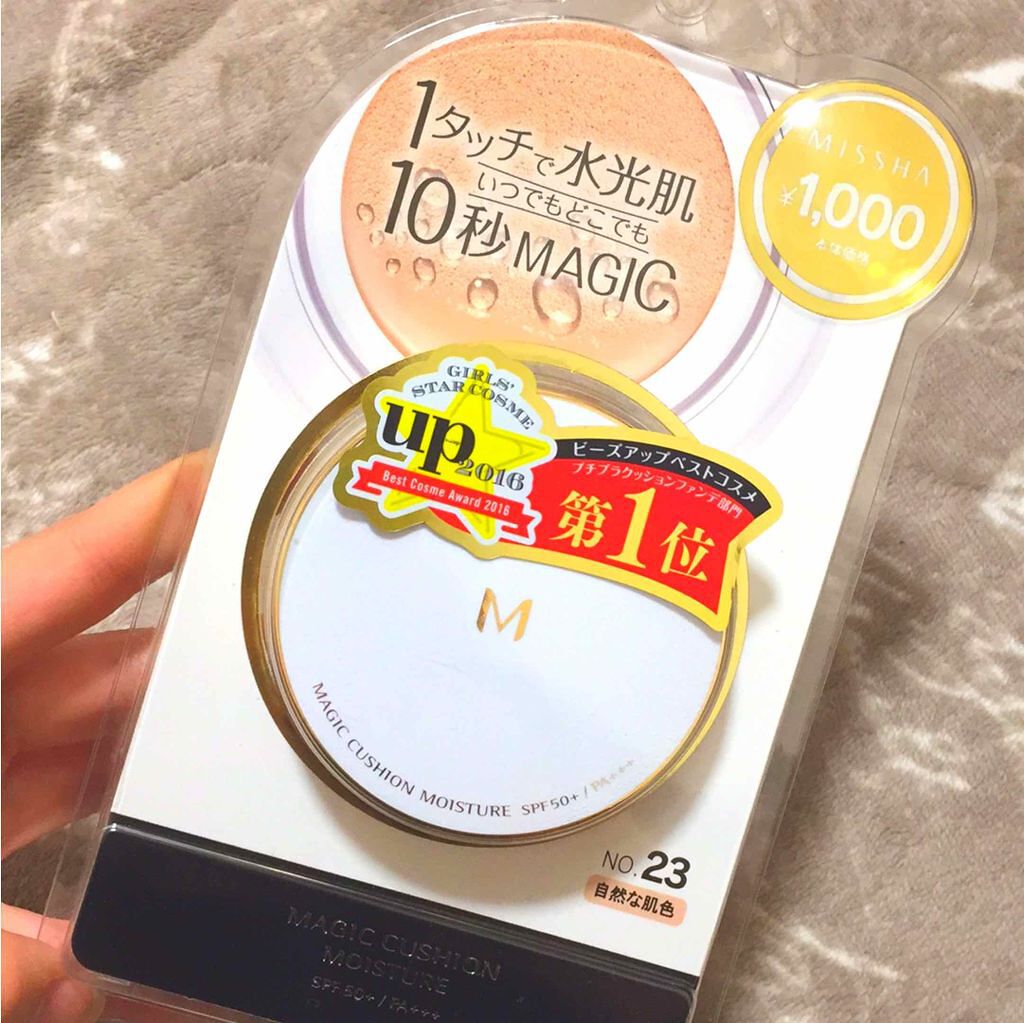 1タッチで水光肌
いつでもどこでも
10秒MAGIC
MISSHA
¥1,000
本体価格
GIRLS'
STAR COSME
up2016
Best Cosme Award 2016
ビーズアップベストコスメ
プチプラクッションファンデ部門
第1位
M
MAGIC CUSHION MOISTURE SPF50+ / PA+++
NO.23
自然な肌色
MAGIC CUSHION
MOISTURE
SPF50+ / PA+++